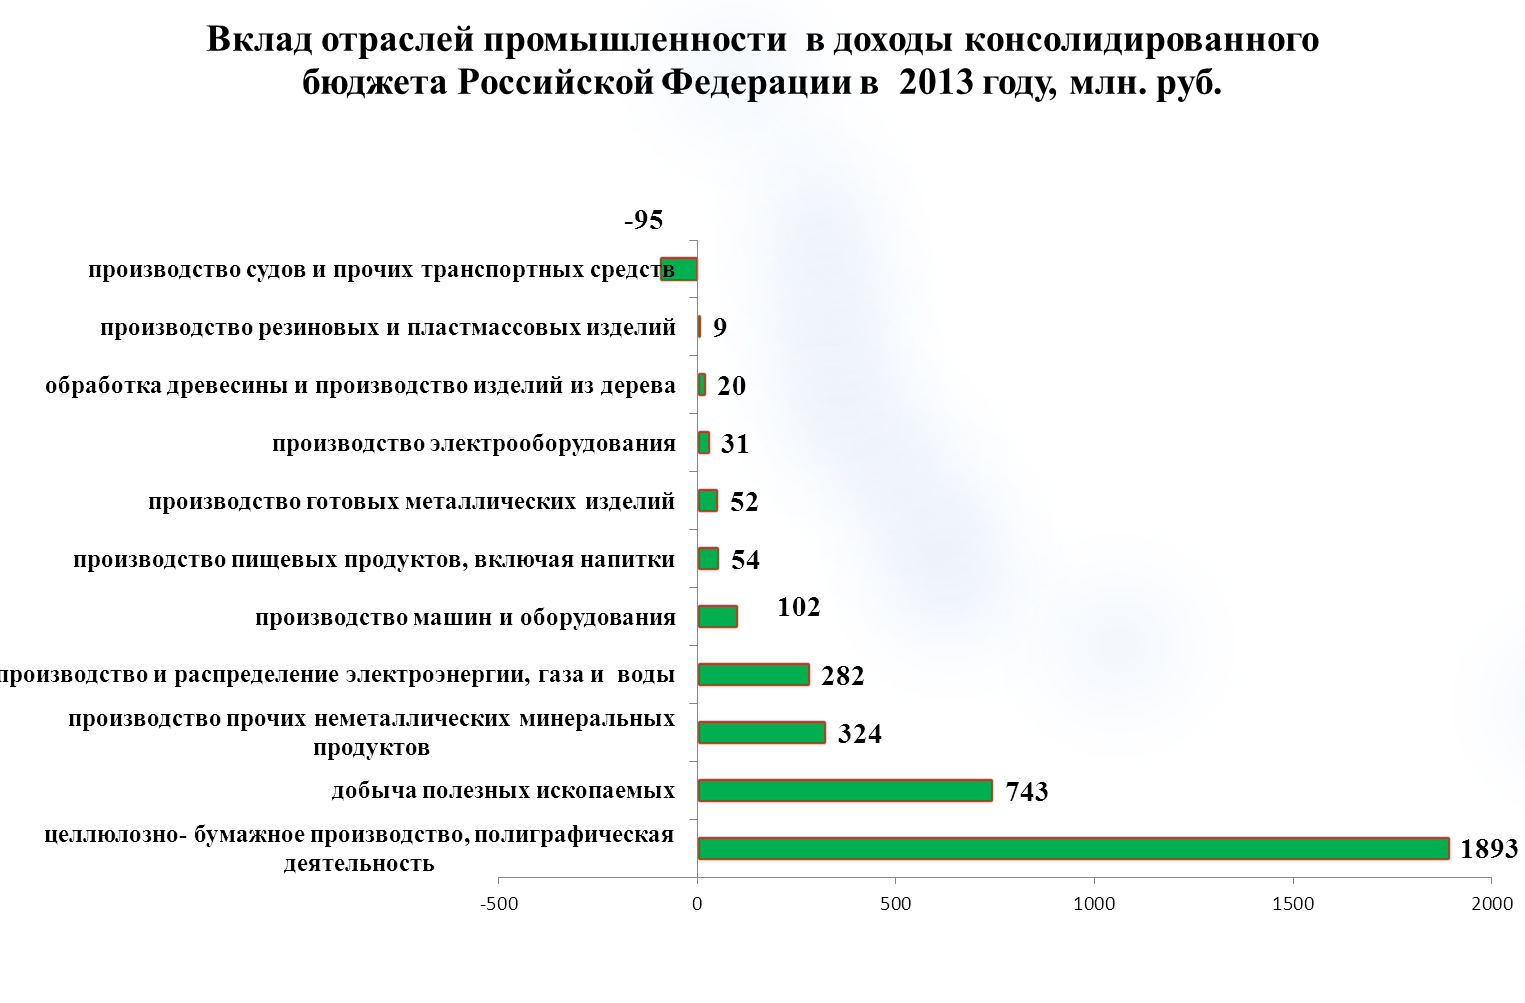 Вклад отраслей промышленности в доходы консолидированного
бюджета Российской Федерации в 2013 году, млн. руб.
-95
производство судов и прочих транспортных средств
производство резиновых и пластмассовых изделий 9
обработка древесины и производство изделий из дерева 20
производство электрооборудования 31
производство готовых металлических изделий 52
производство пищевых продуктов, включая напитки 54
производство машин и оборудования 102
производство и распределение электроэнергии, газа и воды 282
производство прочих неметаллических минеральных
продуктов 324
добыча полезных ископаемых 743
целлюлозно- бумажное производство, полиграфическая
деятельность 1893
-500 0 500 1000 1500 2000